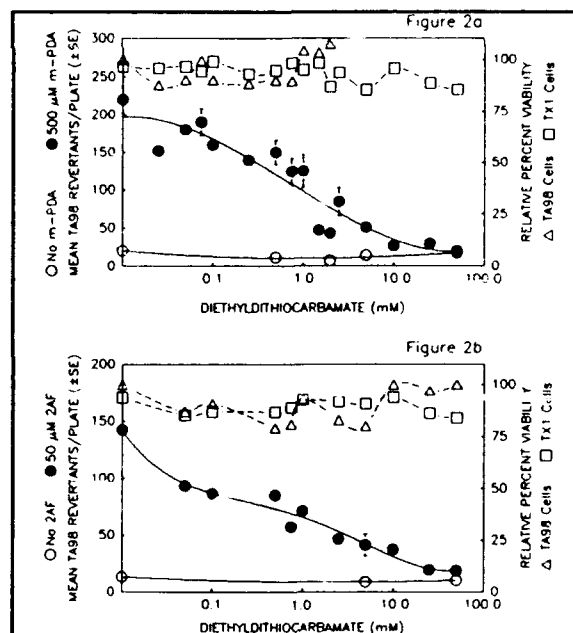 Figure 2a
○ No m-PDA ● 500 µM m-PDA
MEAN TA98 REVERTANTS/PLATE (±SE)
300
250
200
150
100
50
0
100
75
50
25
0
RELATIVE PERCENT VIABILITY
△ TA98 Cells □ TX1 Cells
0.1
1.0
10.0
100.0
DIETHYLDITHIOCARBAMATE (mM)
Figure 2b
○ No 2AF ● 50 µM 2AF
MEAN TA98 REVERTANTS/PLATE (±SE)
200
150
100
50
0
100
75
50
25
0
RELATIVE PERCENT VIABILITY
△ TA98 Cells □ TX1 Cells
0.1
1.0
10.0
100.0
DIETHYLDITHIOCARBAMATE (mM)